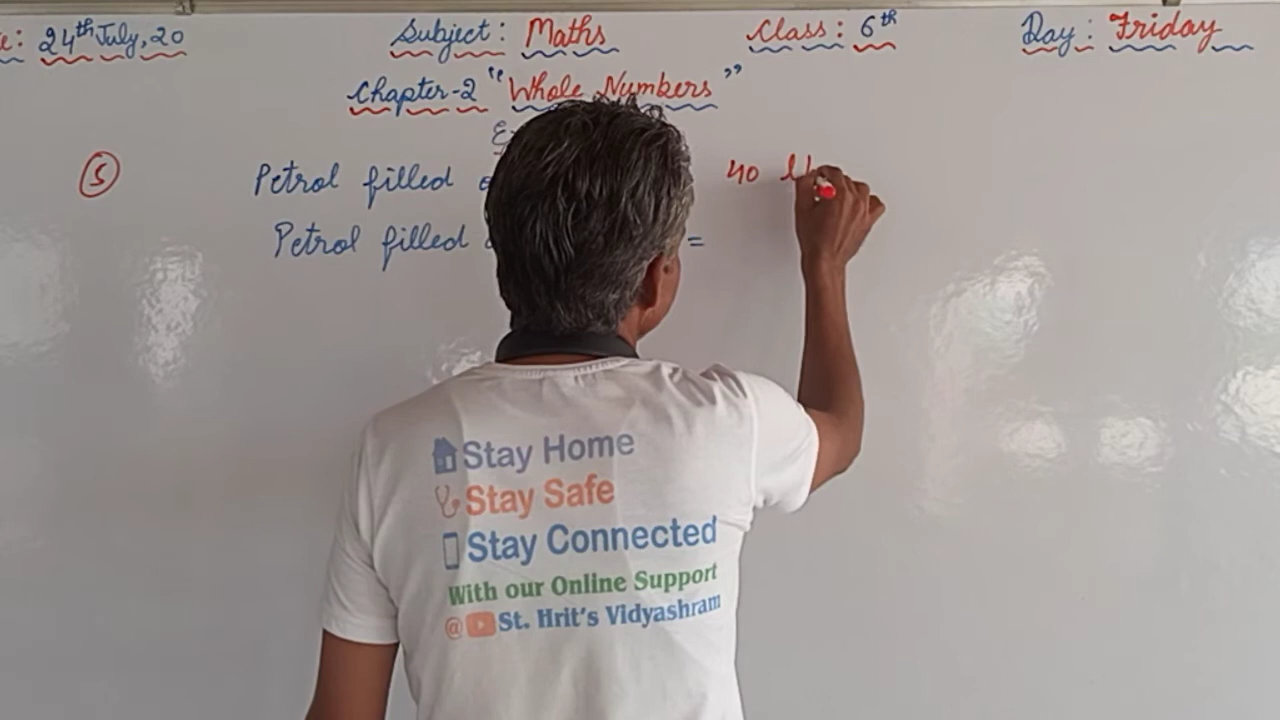 : 24th July, 20 Subject : Maths Class : 6th Day : Friday
Chapter-2 "Whole Numbers"
5 Petrol filled 40
Petrol filled =
Stay Home
Stay Safe
Stay Connected
With our Online Support
@ St. Hrit's Vidyashram